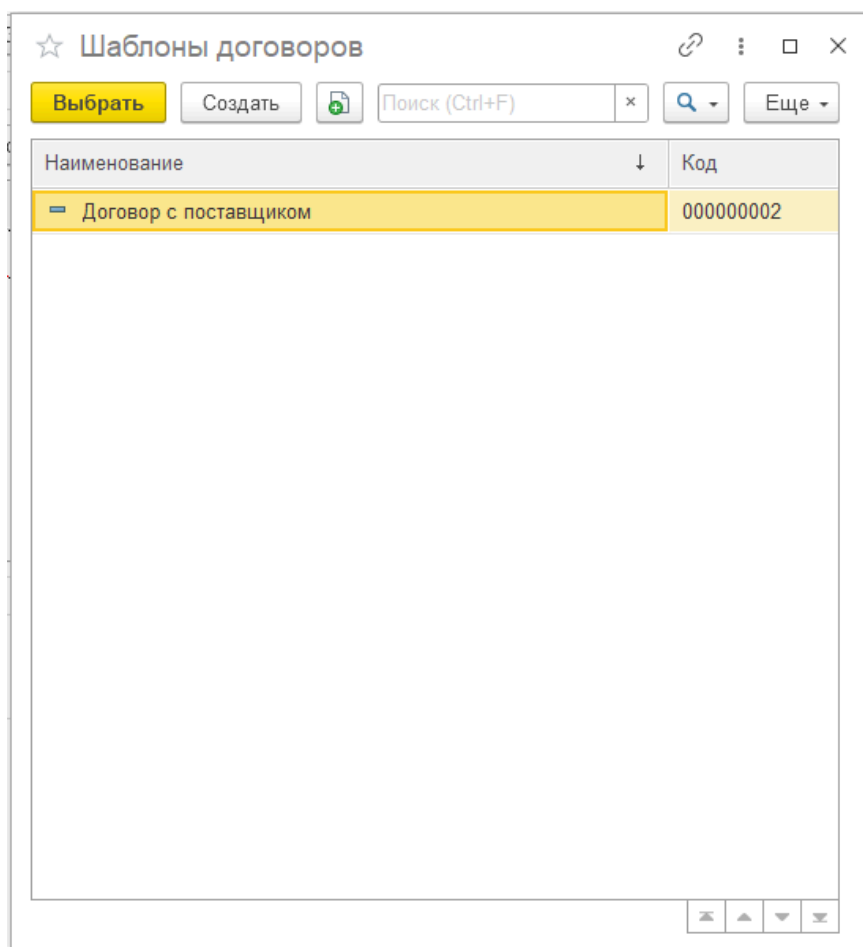 Шаблоны договоров
Выбрать Создать Поиск (Ctrl+F) × Еще
Наименование ↓ Код
Договор с поставщиком 000000002